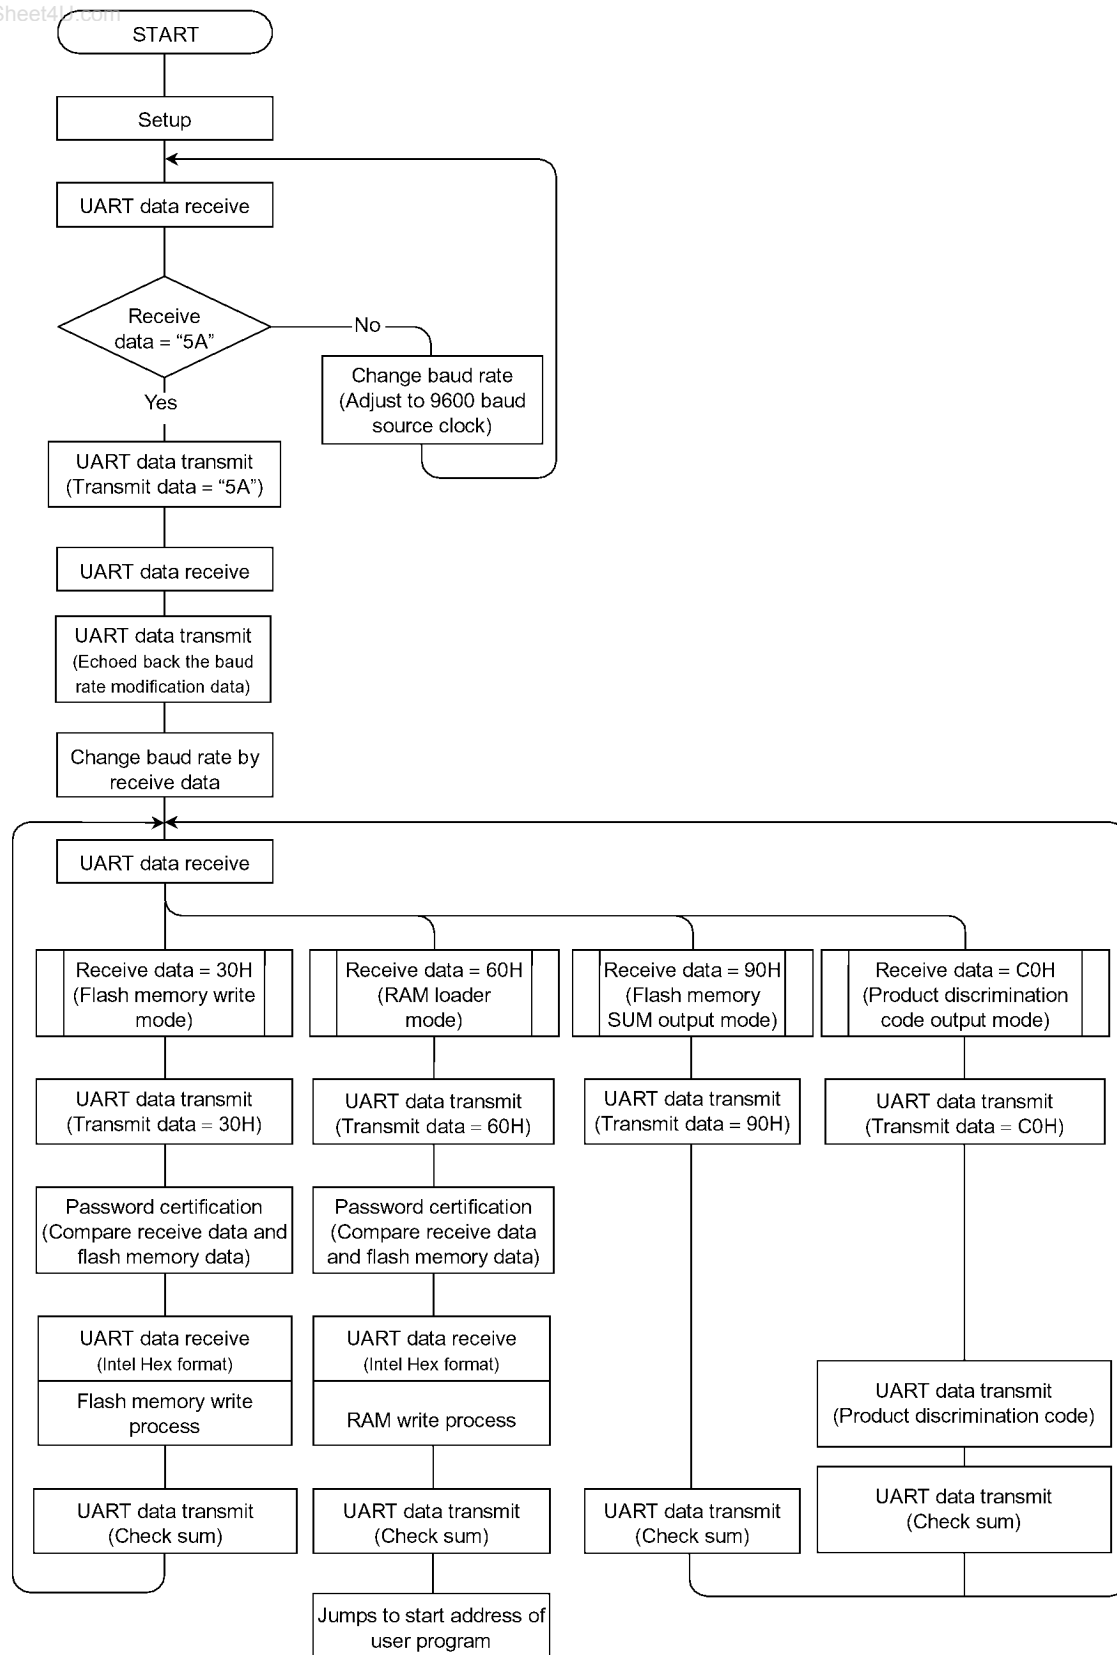 Sheet4U.com
START
Setup
UART data receive
Receive
data = “5A”
No
Change baud rate
(Adjust to 9600 baud
source clock)
Yes
UART data transmit
(Transmit data = “5A”)
UART data receive
UART data transmit
(Echoed back the baud
rate modification data)
Change baud rate by
receive data
UART data receive
Receive data = 30H
(Flash memory write
mode)
Receive data = 60H
(RAM loader
mode)
Receive data = 90H
(Flash memory
SUM output mode)
Receive data = C0H
(Product discrimination
code output mode)
UART data transmit
(Transmit data = 30H)
UART data transmit
(Transmit data = 60H)
UART data transmit
(Transmit data = 90H)
UART data transmit
(Transmit data = C0H)
Password certification
(Compare receive data and
flash memory data)
Password certification
(Compare receive data
and flash memory data)
UART data receive
(Intel Hex format)
Flash memory write
process
UART data receive
(Intel Hex format)
RAM write process
UART data transmit
(Product discrimination code)
UART data transmit
(Check sum)
UART data transmit
(Check sum)
UART data transmit
(Check sum)
UART data transmit
(Check sum)
Jumps to start address of
user program